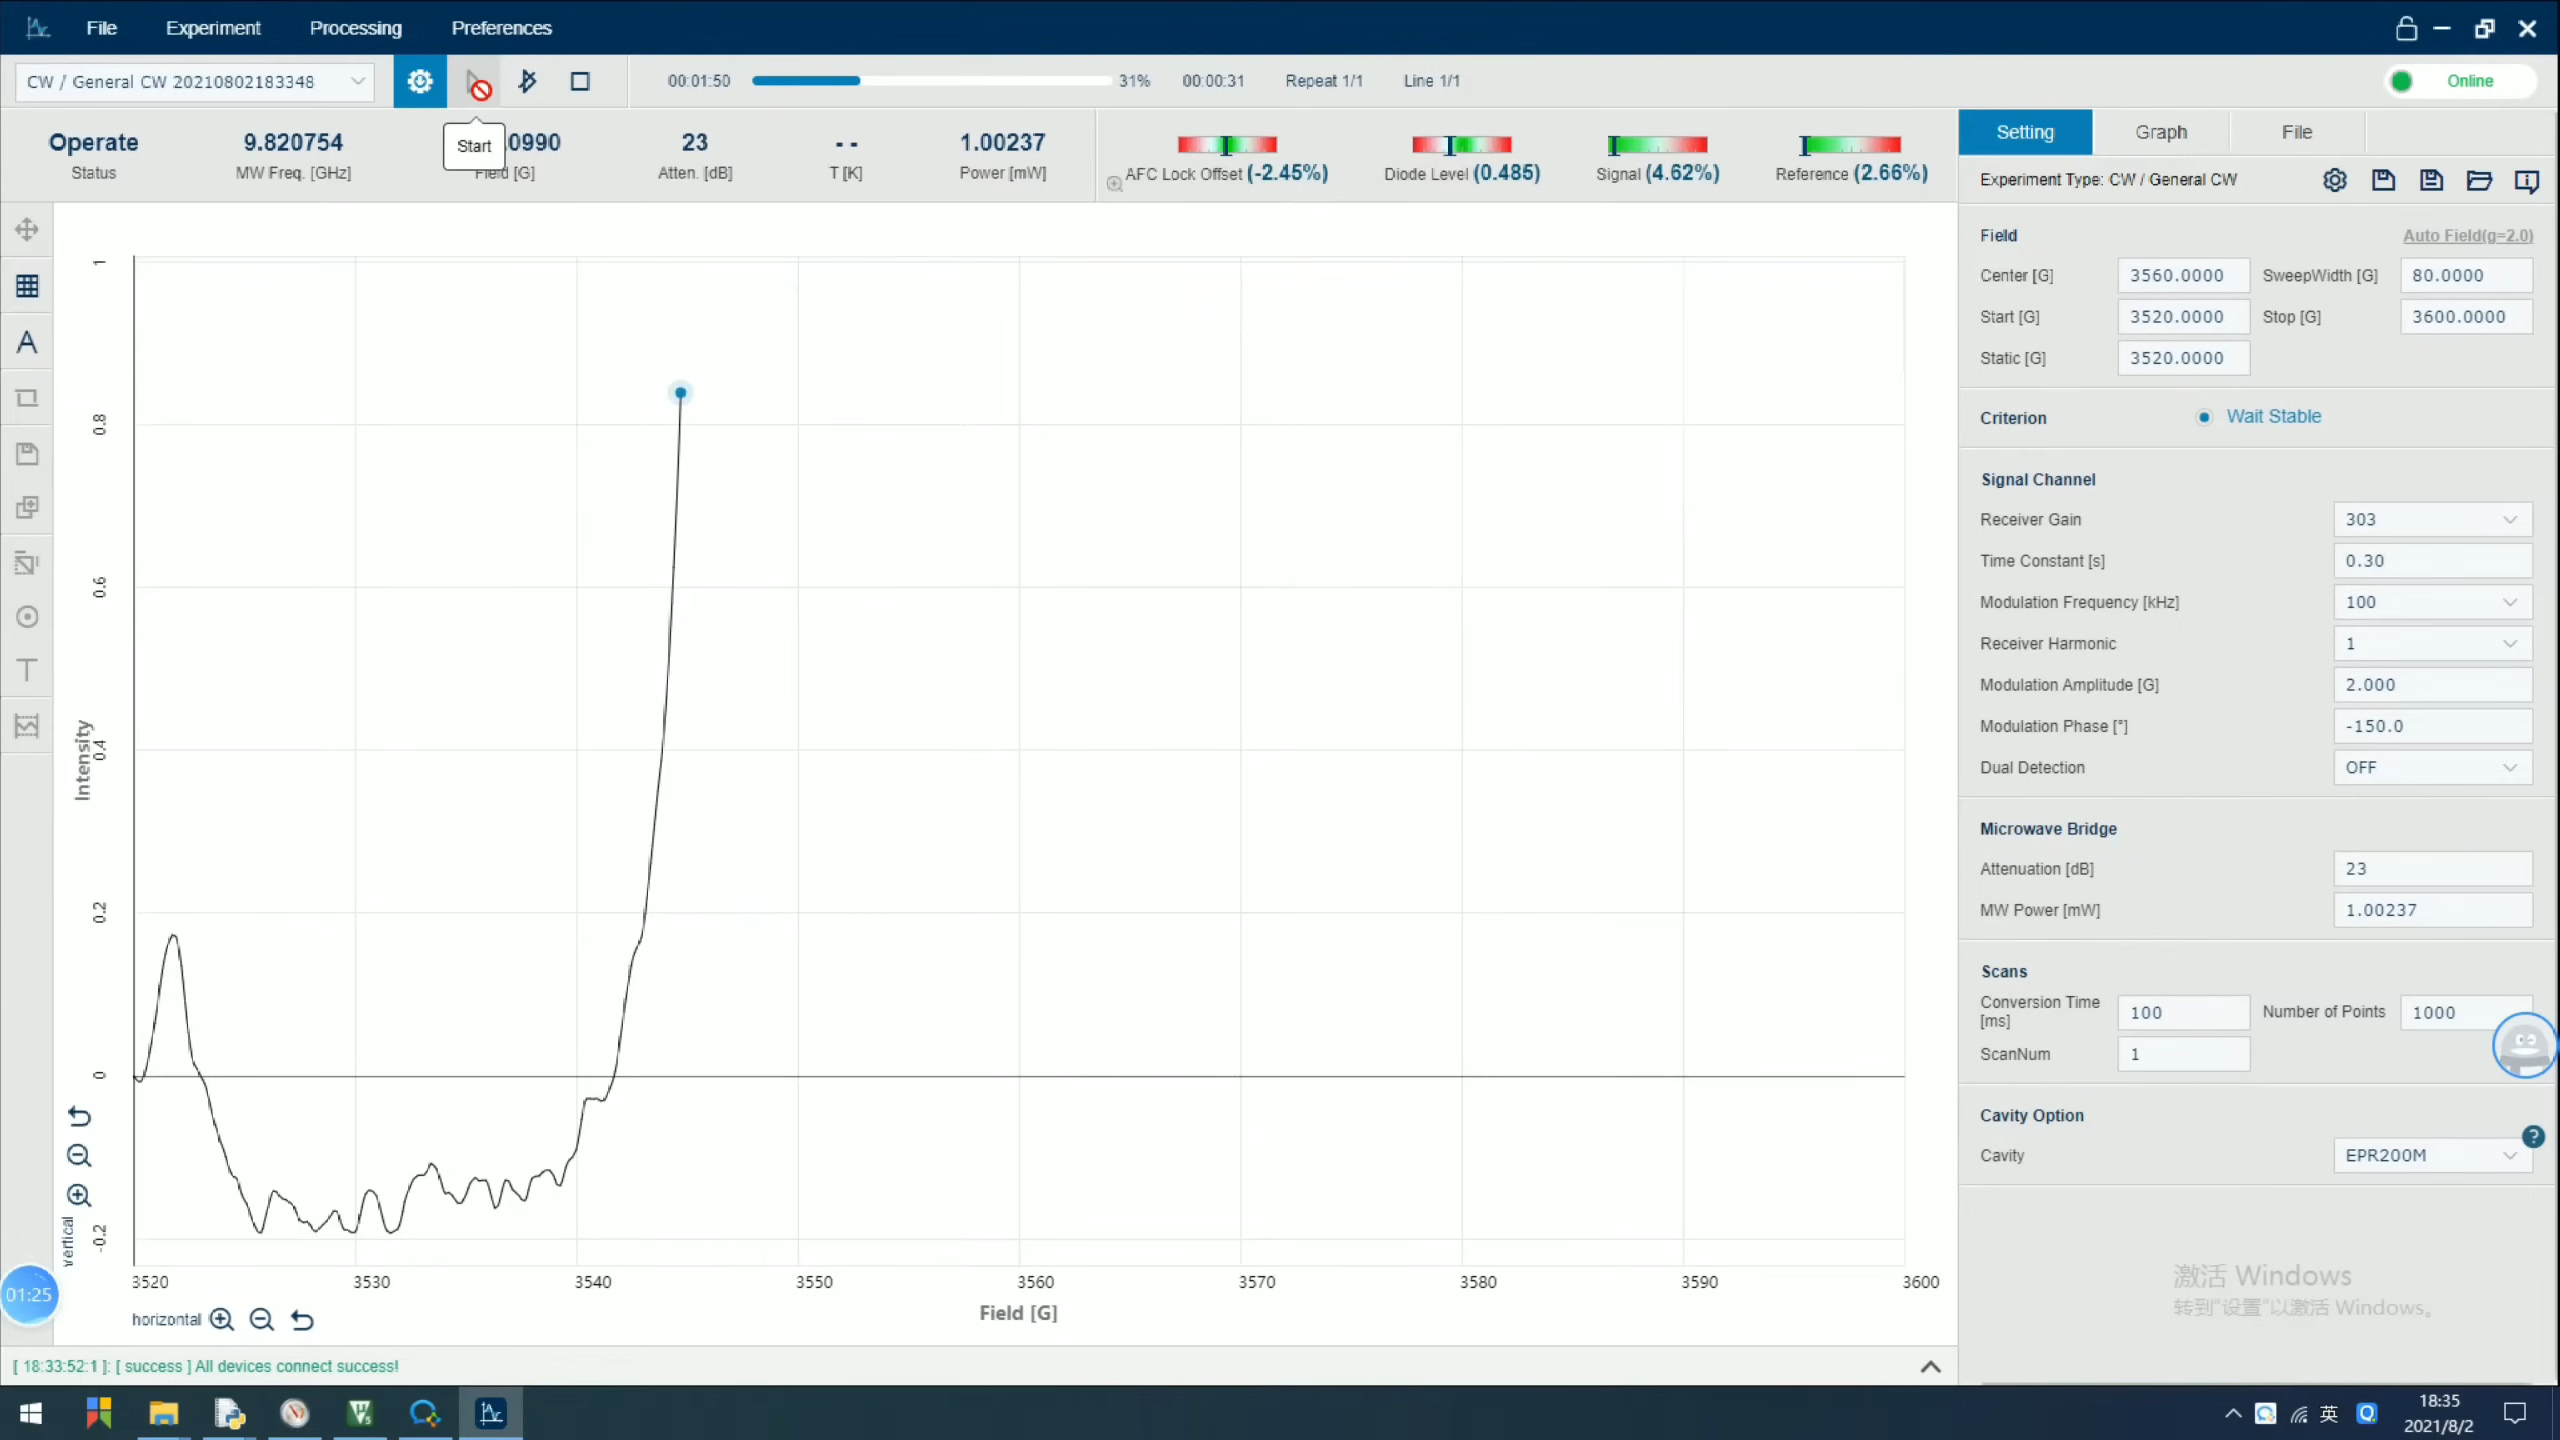 File Experiment Processing Preferences
CW / General CW 20210802183348
00:01:50 31% 00:00:31 Repeat 1/1 Line 1/1 Online
Operate 9.820754 0990 23 - - 1.00237
Start
Status MW Freq. [GHz] Field [G] Atten. [dB] T [K] Power [mW]
AFC Lock Offset (-2.45%) Diode Level (0.485) Signal (4.62%) Reference (2.66%)
Setting Graph File
Experiment Type: CW / General CW
Field Auto Field(g=2.0)
Center [G] 3560.0000 SweepWidth [G] 80.0000
Start [G] 3520.0000 Stop [G] 3600.0000
Static [G] 3520.0000
Criterion Wait Stable
Signal Channel
Receiver Gain 303
Time Constant [s] 0.30
Modulation Frequency [kHz] 100
Receiver Harmonic 1
Modulation Amplitude [G] 2.000
Modulation Phase [°] -150.0
Dual Detection OFF
Microwave Bridge
Attenuation [dB] 23
MW Power [mW] 1.00237
Scans
Conversion Time [ms] 100 Number of Points 1000
ScanNum 1
Cavity Option
?
Cavity EPR200M
激活 Windows
转到"设置"以激活 Windows。
1
0.8
0.6
0.4
0.2
0
-0.2
Intensity
vertical
3520 3530 3540 3550 3560 3570 3580 3590 3600
Field [G]
horizontal
01:25
[ 18:33:52:1 ]: [ success ] All devices connect success!
英
18:35
2021/8/2